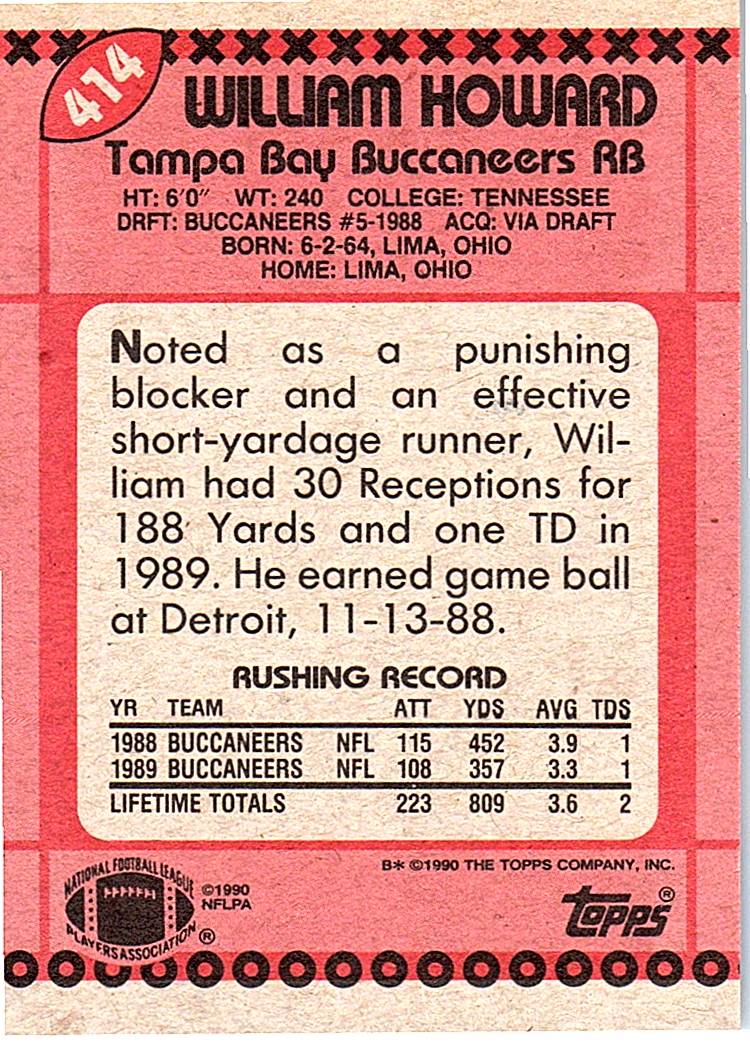 414
WILLIAM HOWARD
Tampa Bay Buccaneers RB
HT: 6'0" WT: 240 COLLEGE: TENNESSEE
DRFT: BUCCANEERS #5-1988 ACQ: VIA DRAFT
BORN: 6-2-64, LIMA, OHIO
HOME: LIMA, OHIO
Noted as a punishing
blocker and an effective
short-yardage runner, Wil-
liam had 30 Receptions for
188 Yards and one TD in
1989. He earned game ball
at Detroit, 11-13-88.
RUSHING RECORD
YR TEAM ATT YDS AVG TDS
1988 BUCCANEERS NFL 115 452 3.9 1
1989 BUCCANEERS NFL 108 357 3.3 1
LIFETIME TOTALS 223 809 3.6 2
B* ©1990 THE TOPPS COMPANY, INC.
NATIONAL FOOTBALL LEAGUE
PLAYERS ASSOCIATION ®
©1990
NFLPA
topps ®